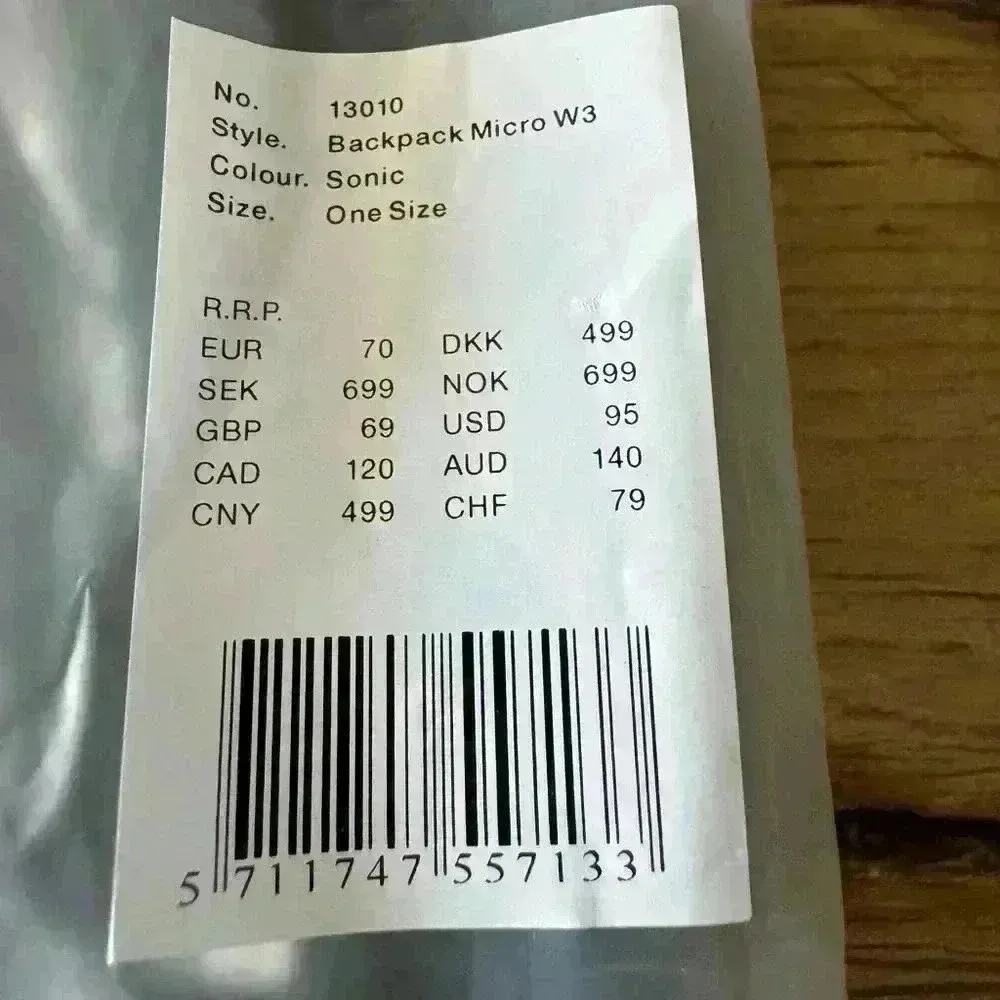 No. 13010
Style. Backpack Micro W3
Colour. Sonic
Size. One Size
R.R.P.
EUR 70 DKK 499
SEK 699 NOK 699
GBP 69 USD 95
CAD 120 AUD 140
CNY 499 CHF 79
5 711747 557133